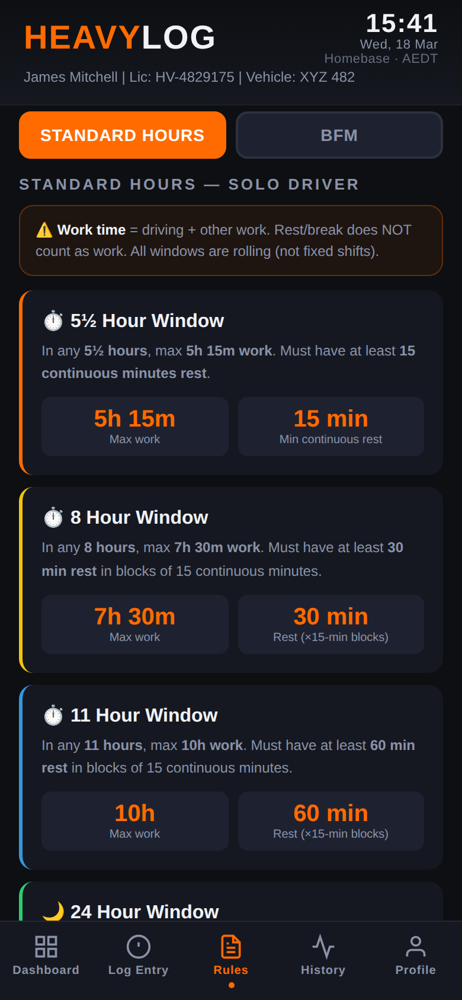 HEAVYLOG
15:41
Wed, 18 Mar
Homebase · AEDT
James Mitchell | Lic: HV-4829175 | Vehicle: XYZ 482
STANDARD HOURS
BFM
STANDARD HOURS — SOLO DRIVER
⚠️ Work time = driving + other work. Rest/break does NOT
count as work. All windows are rolling (not fixed shifts).
⏱️ 5½ Hour Window
In any 5½ hours, max 5h 15m work. Must have at least 15
continuous minutes rest.
5h 15m
Max work
15 min
Min continuous rest
⏱️ 8 Hour Window
In any 8 hours, max 7h 30m work. Must have at least 30
min rest in blocks of 15 continuous minutes.
7h 30m
Max work
30 min
Rest (×15-min blocks)
⏱️ 11 Hour Window
In any 11 hours, max 10h work. Must have at least 60 min
rest in blocks of 15 continuous minutes.
10h
Max work
60 min
Rest (×15-min blocks)
🌙 24 Hour Window
Dashboard
Log Entry
Rules
History
Profile